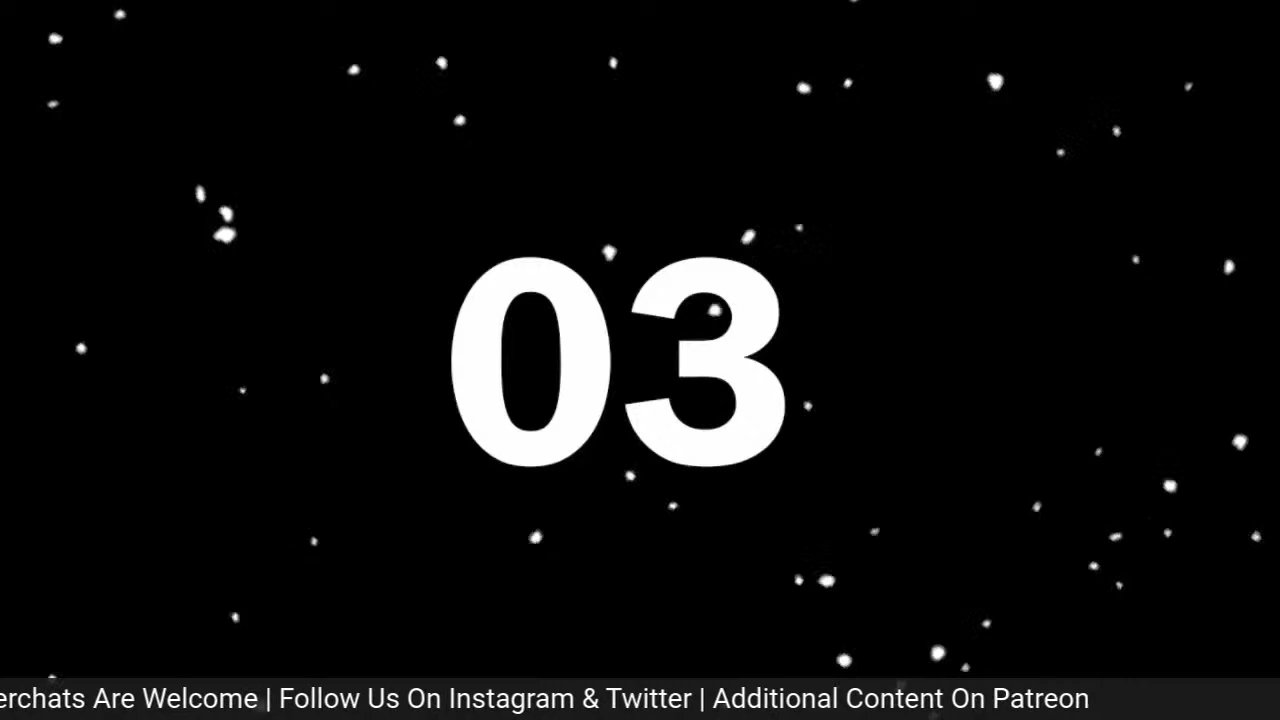 03
erchats Are Welcome | Follow Us On Instagram & Twitter | Additional Content On Patreon